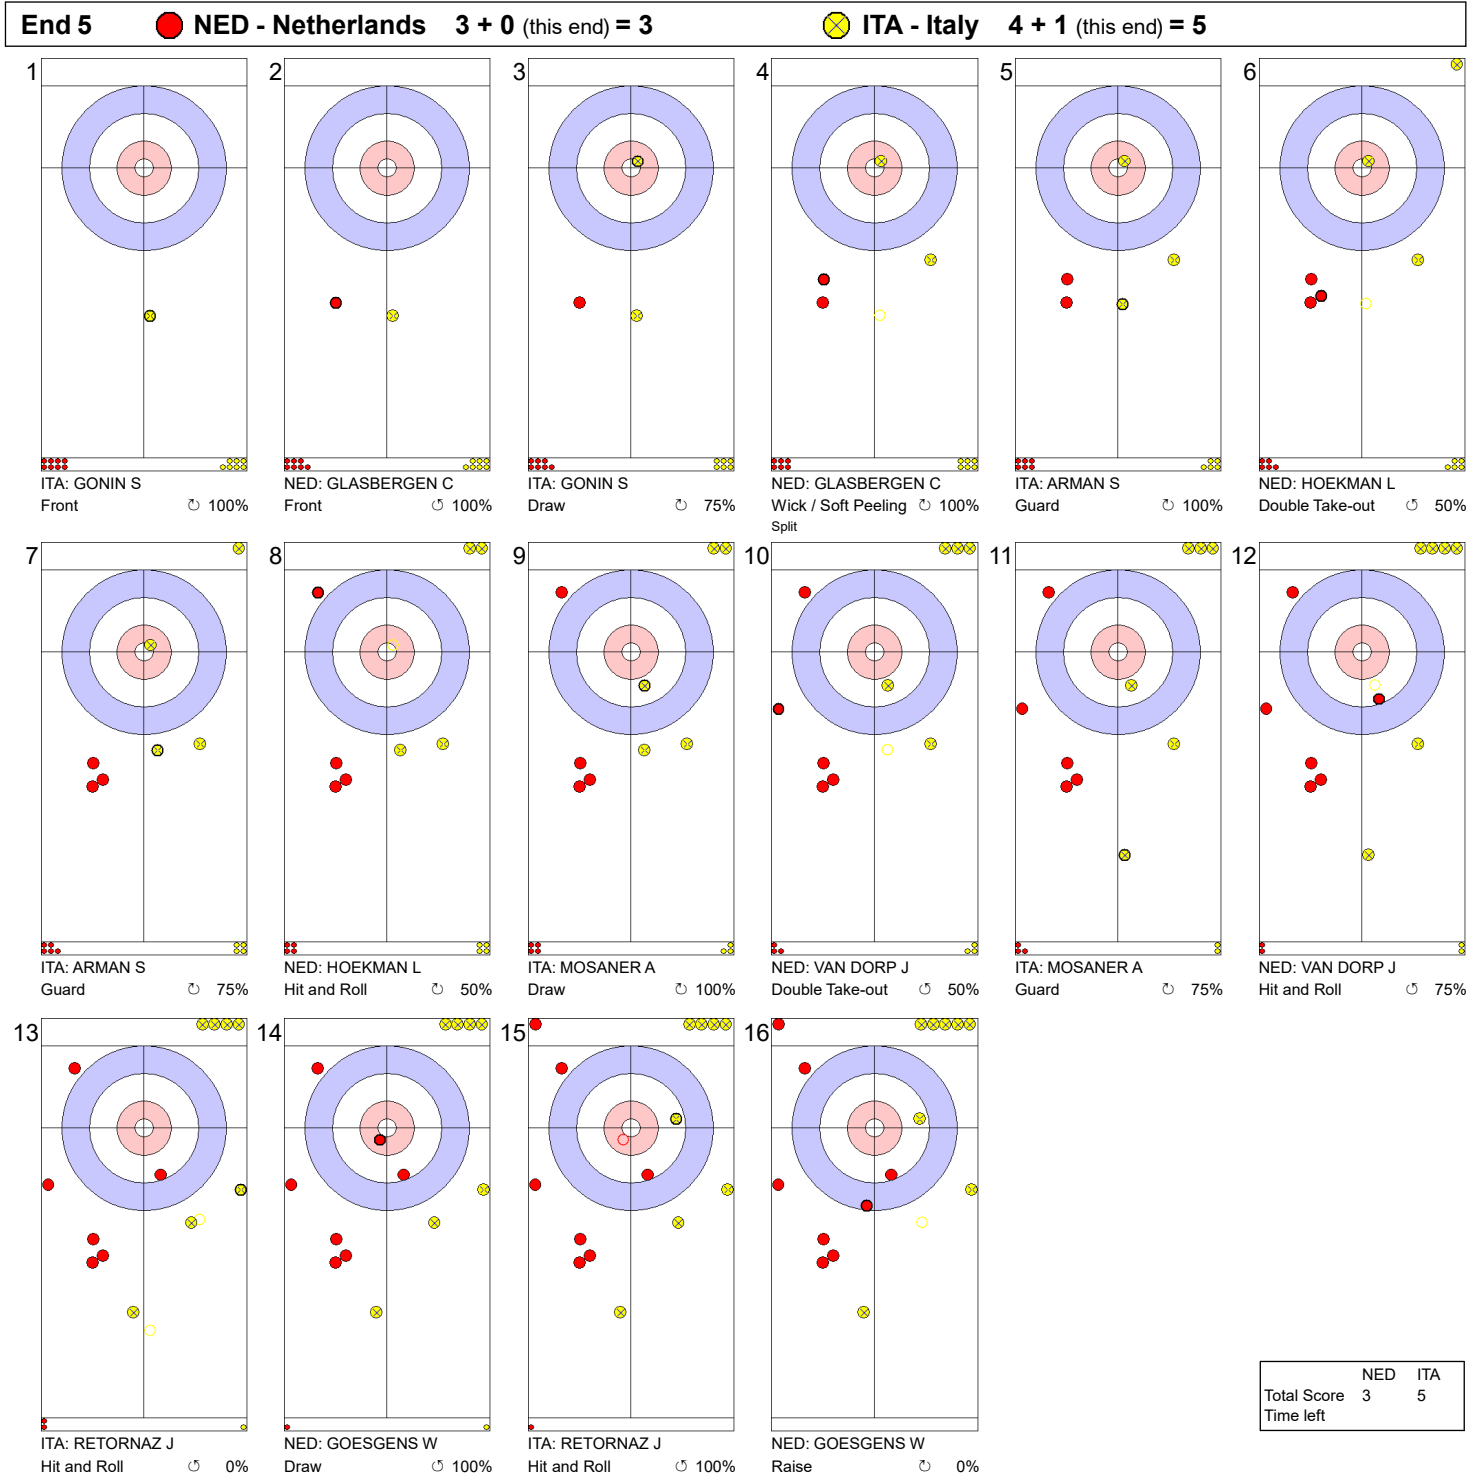 End 5 NED - Netherlands 3 + 0 (this end) = 3 ITA - Italy 4 + 1 (this end) = 5
1 2 3 4 5 6
ITA: GONIN S NED: GLASBERGEN C ITA: GONIN S NED: GLASBERGEN C ITA: ARMAN S NED: HOEKMAN L
Front ↻ 100% Front ↺ 100% Draw ↻ 75% Wick / Soft Peeling ↻ 100% Guard ↻ 100% Double Take-out ↺ 50%
Split
7 8 9 10 11 12
ITA: ARMAN S NED: HOEKMAN L ITA: MOSANER A NED: VAN DORP J ITA: MOSANER A NED: VAN DORP J
Guard ↻ 75% Hit and Roll ↻ 50% Draw ↻ 100% Double Take-out ↺ 50% Guard ↻ 75% Hit and Roll ↺ 75%
13 14 15 16
NED ITA
Total Score 3 5
Time left
ITA: RETORNAZ J NED: GOESGENS W ITA: RETORNAZ J NED: GOESGENS W
Hit and Roll ↺ 0% Draw ↺ 100% Hit and Roll ↺ 100% Raise ↻ 0%